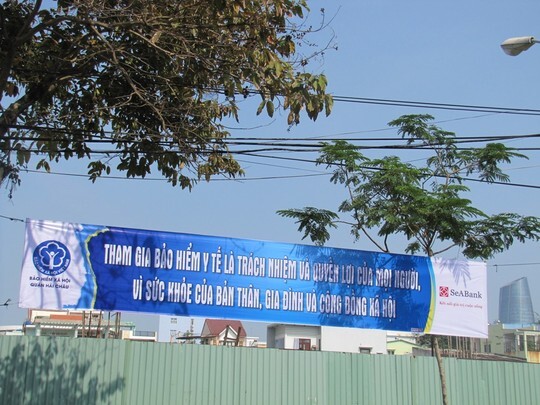 BẢO HIỂM XÃ HỘI
QUẬN HẢI CHÂU
THAM GIA BẢO HIỂM Y TẾ LÀ TRÁCH NHIỆM VÀ QUYỀN LỢI CỦA MỌI NGƯỜI,
VÌ SỨC KHỎE CỦA BẢN THÂN, GIA ĐÌNH VÀ CỘNG ĐỒNG XÃ HỘI
SeABank